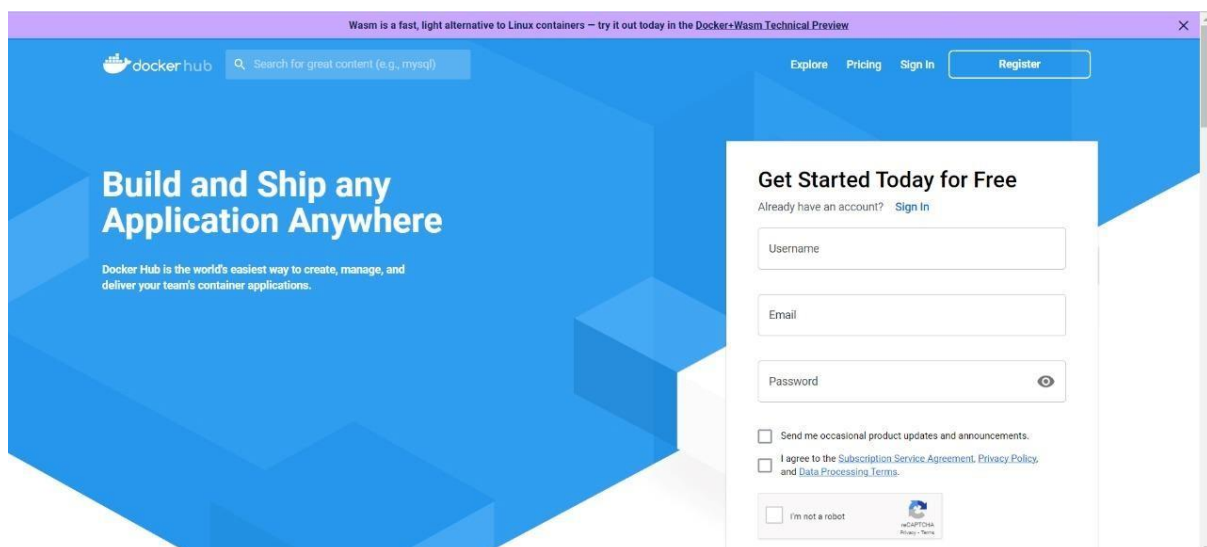 Wasm is a fast, light alternative to Linux containers — try it out today in the Docker+Wasm Technical Preview
docker hub
Search for great content (e.g., mysql)
Explore
Pricing
Sign In
Register
Build and Ship any
Application Anywhere
Docker Hub is the world's easiest way to create, manage, and
deliver your team's container applications.
Get Started Today for Free
Already have an account? Sign In
Username
Email
Password
Send me occasional product updates and announcements.
I agree to the Subscription Service Agreement, Privacy Policy,
and Data Processing Terms.
I'm not a robot
reCAPTCHA
Privacy - Terms